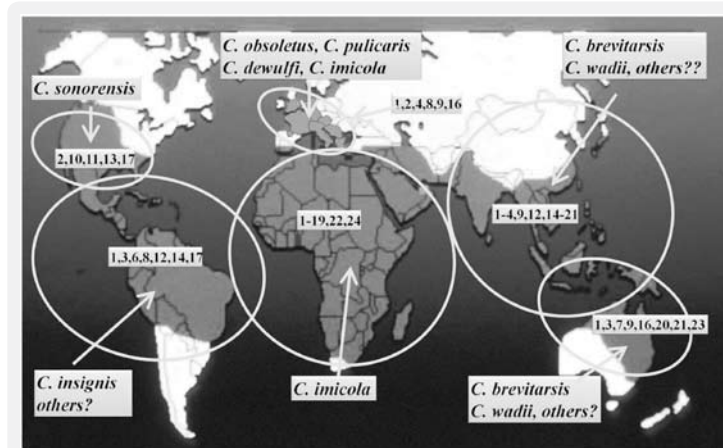 C. obsoletus, C. pulicaris
C. dewulfi, C. imicola
C. brevitarsis
C. wadii, others??
C. sonorensis
1,2,4,8,9,16
2,10,11,13,17
1-19,22,24
1-4,9,12,14-21
1,3,6,8,12,14,17
1,3,7,9,16,20,21,23
C. insignis
others?
C. imicola
C. brevitarsis
C. wadii, others?